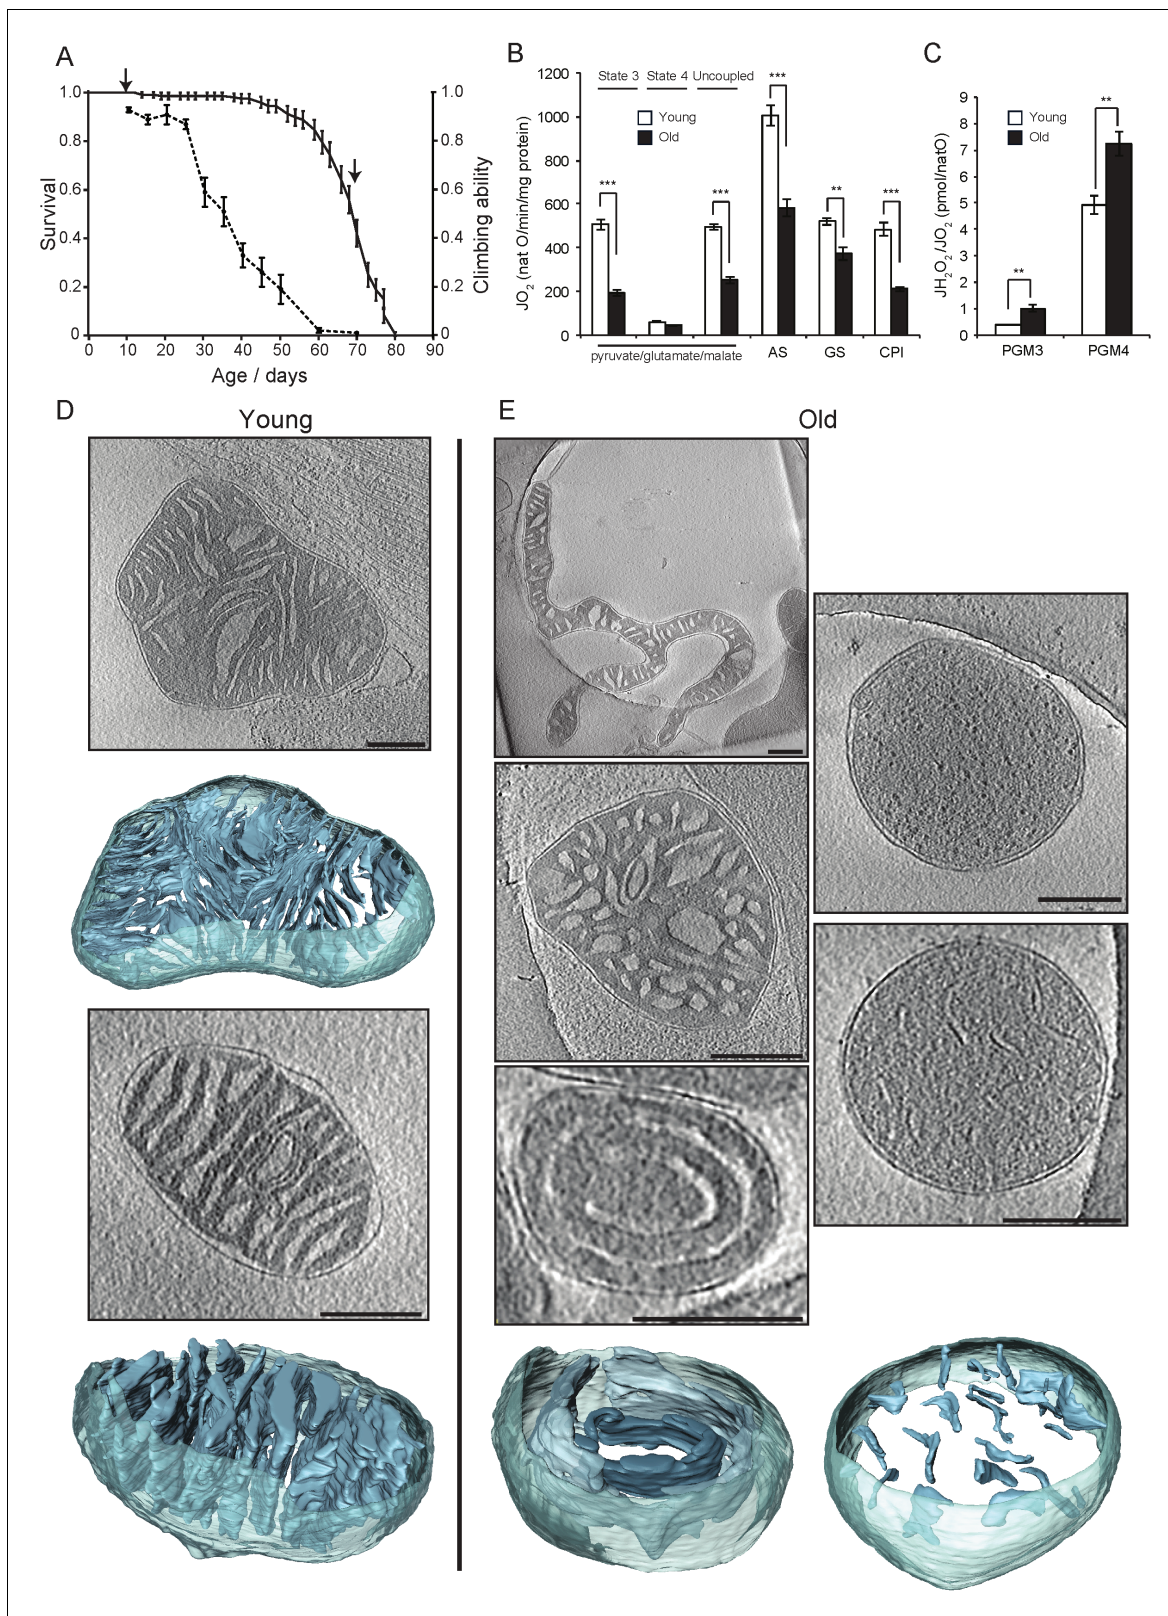 A
Survival
1.0
0.8
0.6
0.4
0.2
0
1.0
0.8
0.6
0.4
0.2
0
Climbing ability
0 10 20 30 40 50 60 70 80 90
Age / days
B
State 3 State 4 Uncoupled
JO2 (nat O/min/mg protein)
1200
1000
800
600
400
200
0
Young
Old
***
***
***
**
***
pyruvate/glutamate/malate AS GS CPI
C
JH2O2/JO2 (pmol/natO)
9
8
7
6
5
4
3
2
1
0
Young
Old
**
**
PGM3 PGM4
D Young
E Old